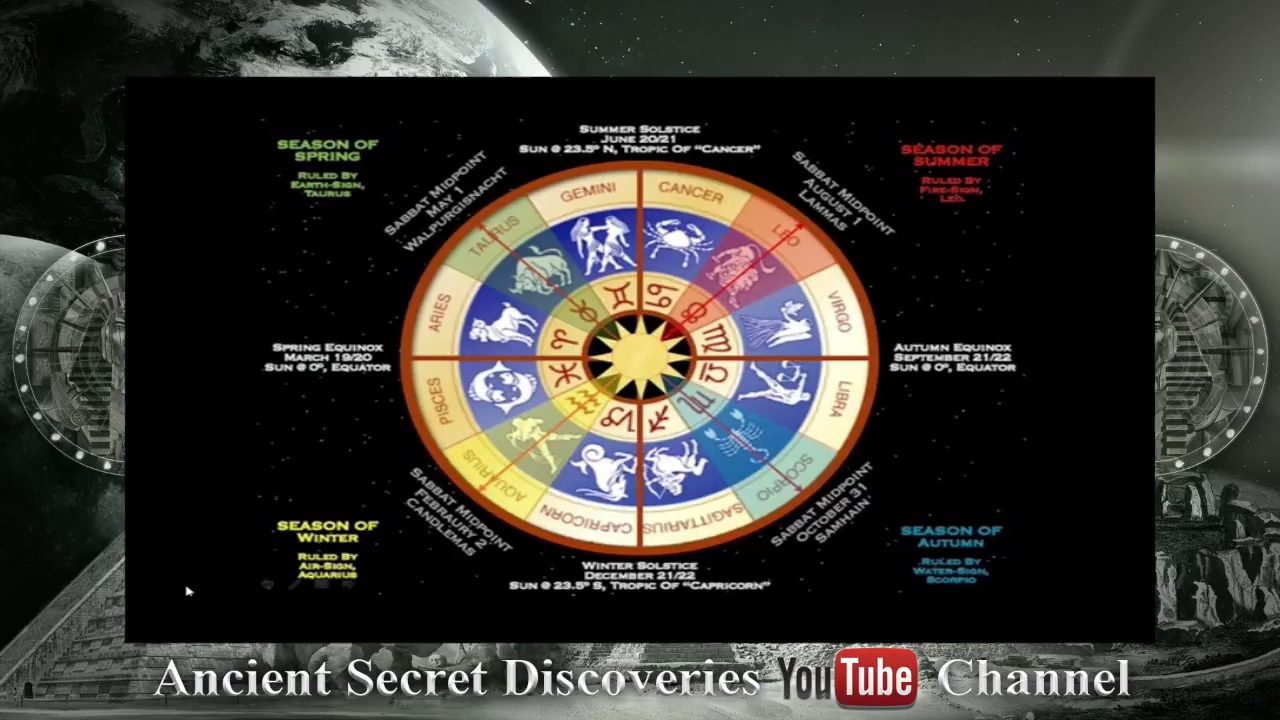 SUMMER SOLSTICE
JUNE 20/21
SUN @ 23.5º N, TROPIC OF “CANCER”
SEASON OF
SPRING
RULED BY
EARTH-SIGN,
TAURUS
SABBAT MIDPOINT
MAY 1
WALPURGISNACHT
SABBAT MIDPOINT
AUGUST 1
LAMMAS
SEASON OF
SUMMER
RULED BY
FIRE-SIGN,
LEO
GEMINI
CANCER
TAURUS
LEO
ARIES
VIRGO
SPRING EQUINOX
MARCH 19/20
SUN @ 0º, EQUATOR
AUTUMN EQUINOX
SEPTEMBER 21/22
SUN @ 0º, EQUATOR
PISCES
LIBRA
AQUARIUS
SCORPIO
CAPRICORN
SAGITTARIUS
SEASON OF
WINTER
RULED BY
AIR-SIGN,
AQUARIUS
SABBAT MIDPOINT
FEBRAURY 2
CANDLEMAS
SABBAT MIDPOINT
OCTOBER 31
SAMHAIN
SEASON OF
AUTUMN
RULED BY
WATER-SIGN,
SCORPIO
WINTER SOLSTICE
DECEMBER 21/22
SUN @ 23.5º S, TROPIC OF “CAPRICORN”
Ancient Secret Discoveries YouTube Channel